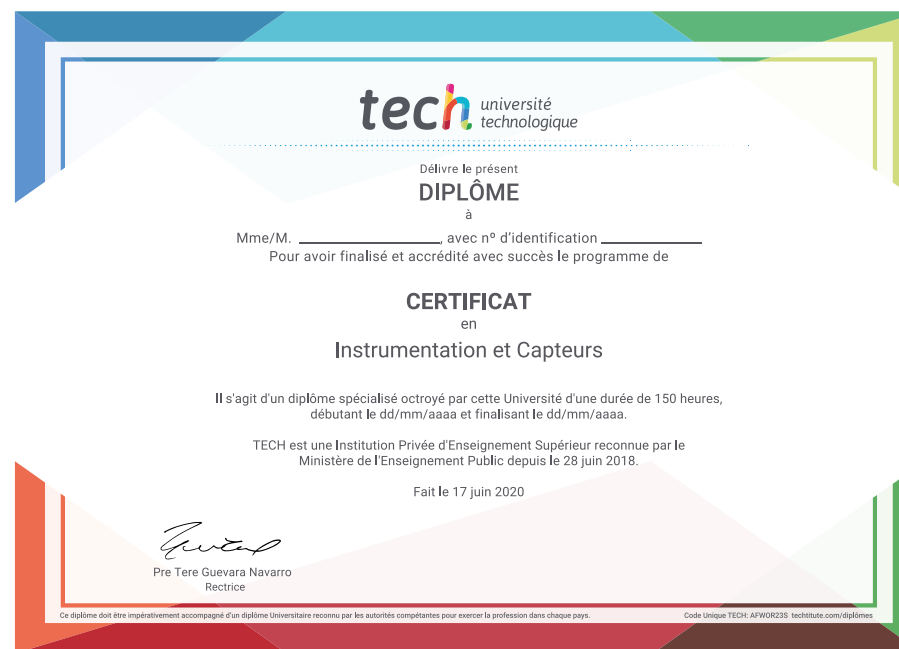 tech université
technologique
Délivre le présent
DIPLÔME
à
Mme/M. ____________________, avec nº d'identification ______________
Pour avoir finalisé et accrédité avec succès le programme de
CERTIFICAT
en
Instrumentation et Capteurs
Il s'agit d'un diplôme spécialisé octroyé par cette Université d'une durée de 150 heures,
débutant le dd/mm/aaaa et finalisant le dd/mm/aaaa.
TECH est une Institution Privée d'Enseignement Supérieur reconnue par le
Ministère de l'Enseignement Public depuis le 28 juin 2018.
Fait le 17 juin 2020
Pre Tere Guevara Navarro
Rectrice
Ce diplôme doit être impérativement accompagné d'un diplôme Universitaire reconnu par les autorités compétantes pour exercer la profession dans chaque pays. Code Unique TECH: AFWOR23S techtitute.com/diplômes